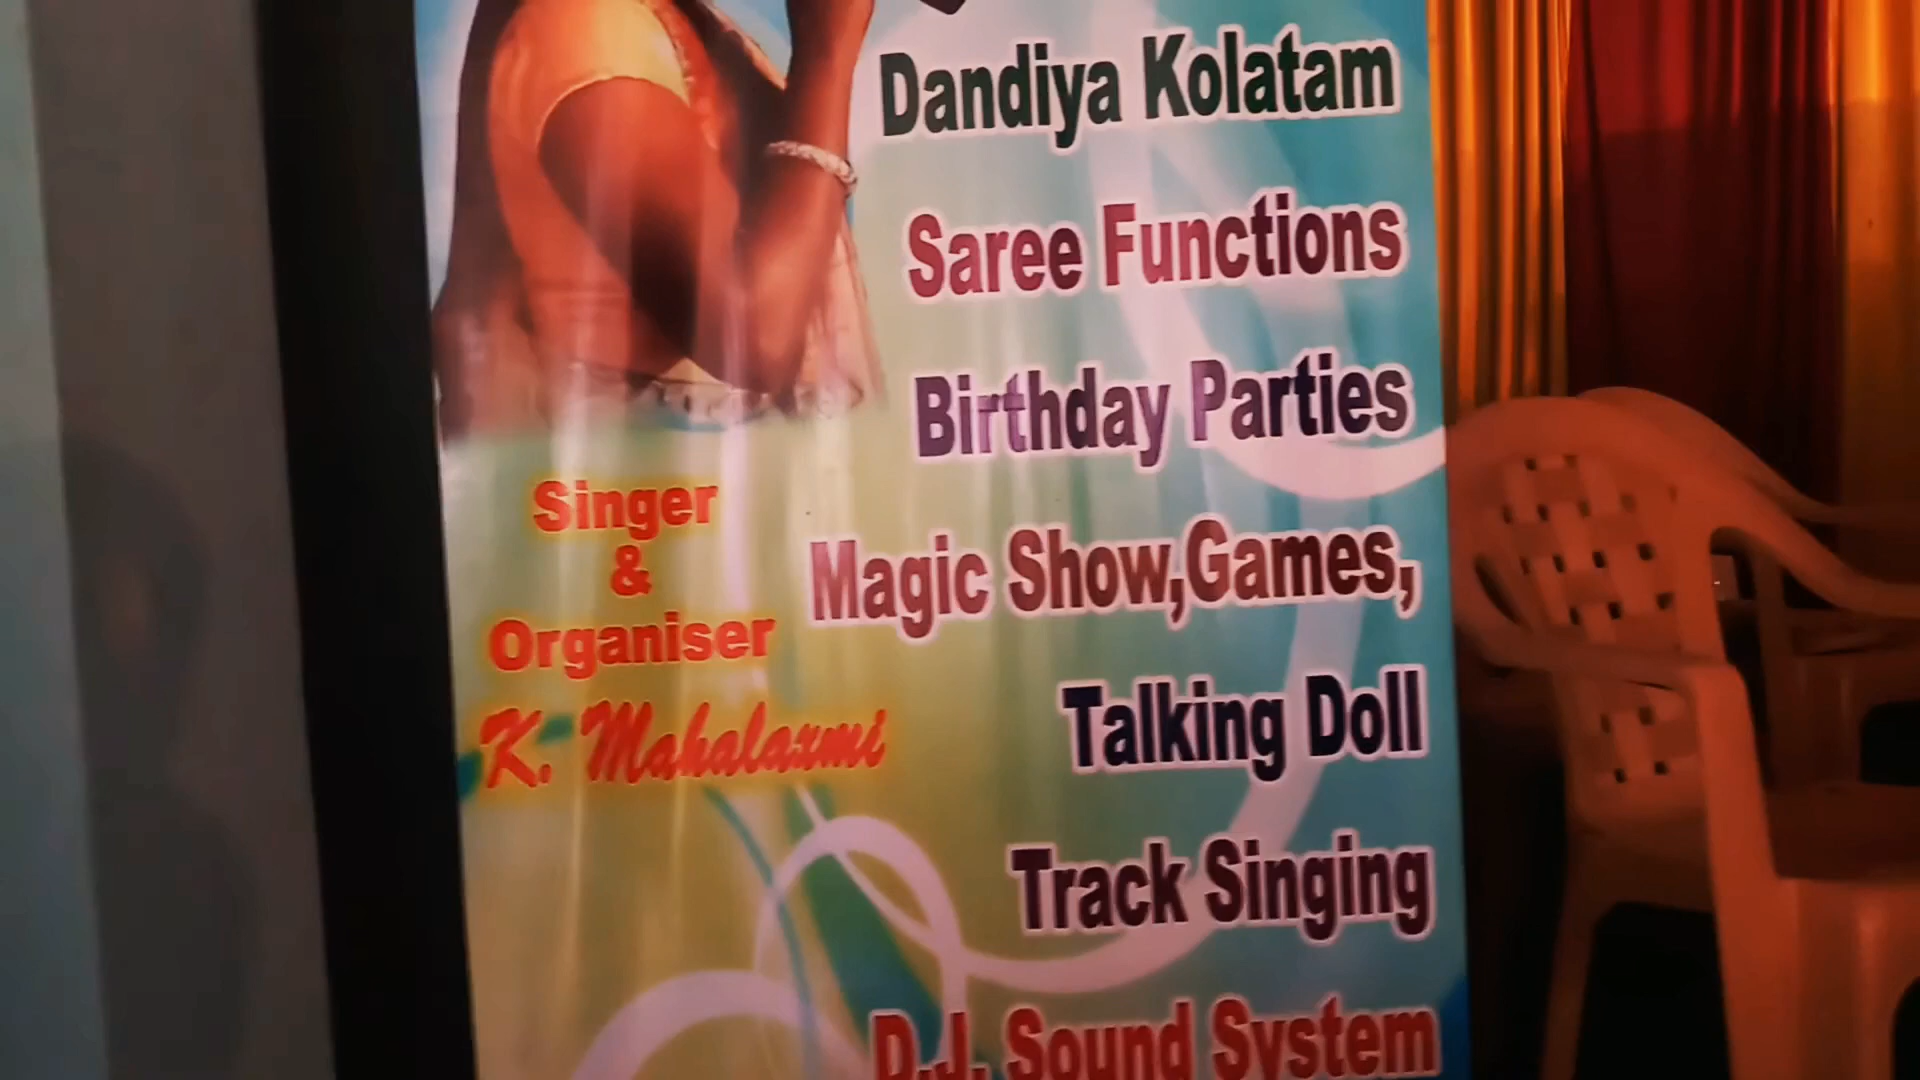 Dandiya Kolatam
Saree Functions
Birthday Parties
Magic Show,Games,
Talking Doll
Track Singing
D.J. Sound System
Singer
&
Organiser
K. Mahalaxmi